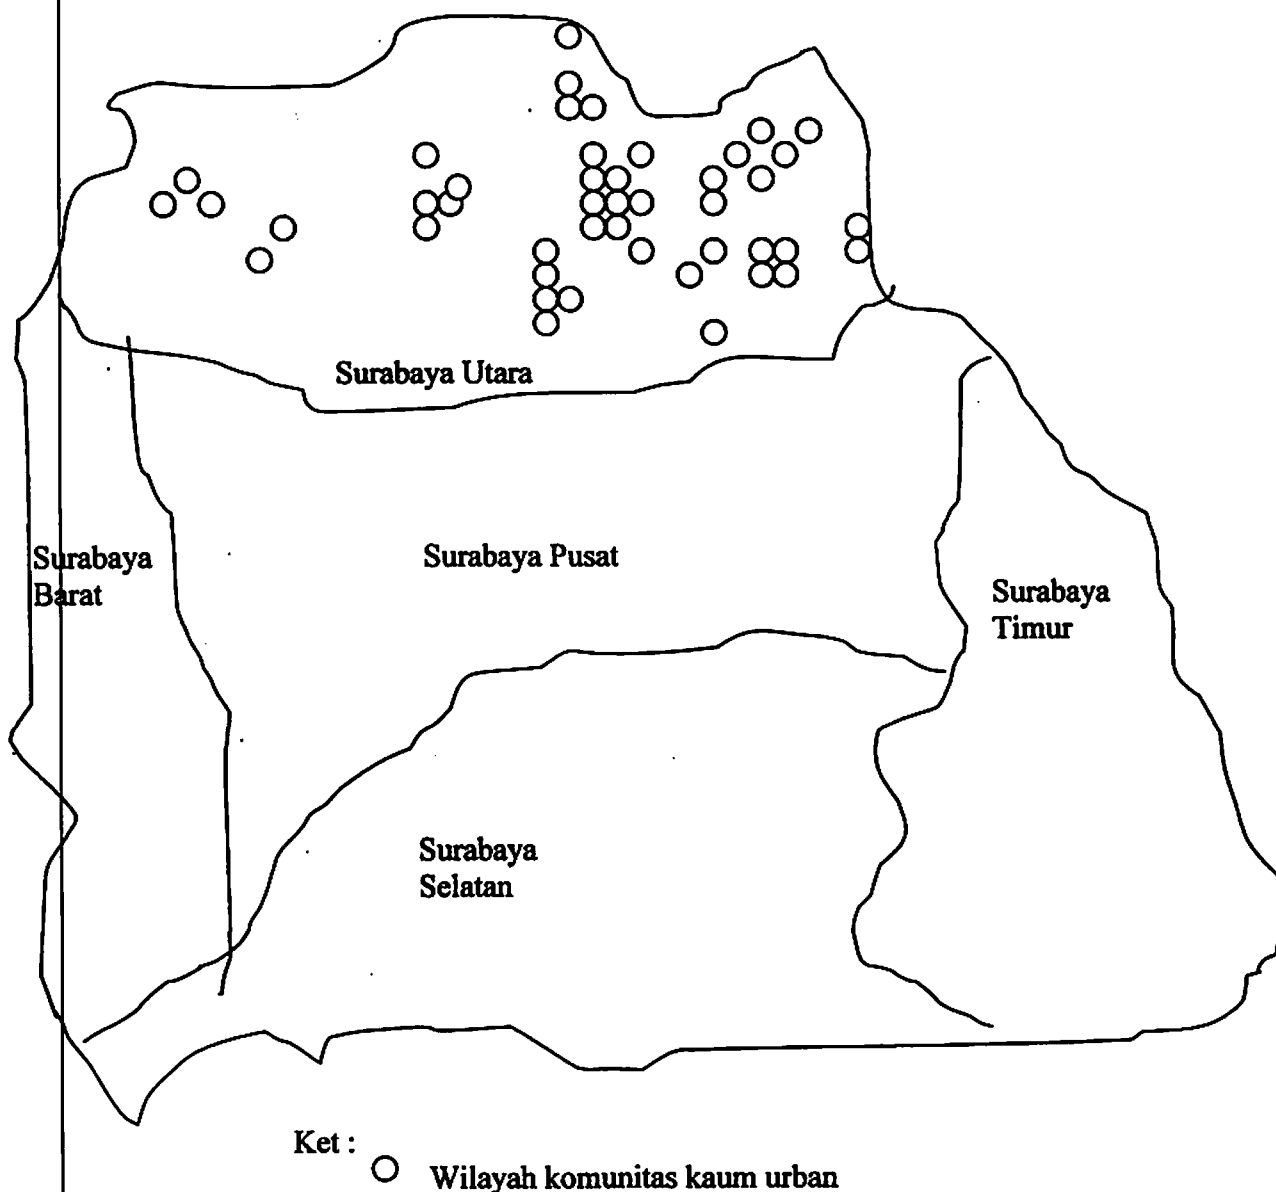 Surabaya Utara
Surabaya
Barat
Surabaya Pusat
Surabaya
Timur
Surabaya
Selatan
Ket :
Wilayah komunitas kaum urban